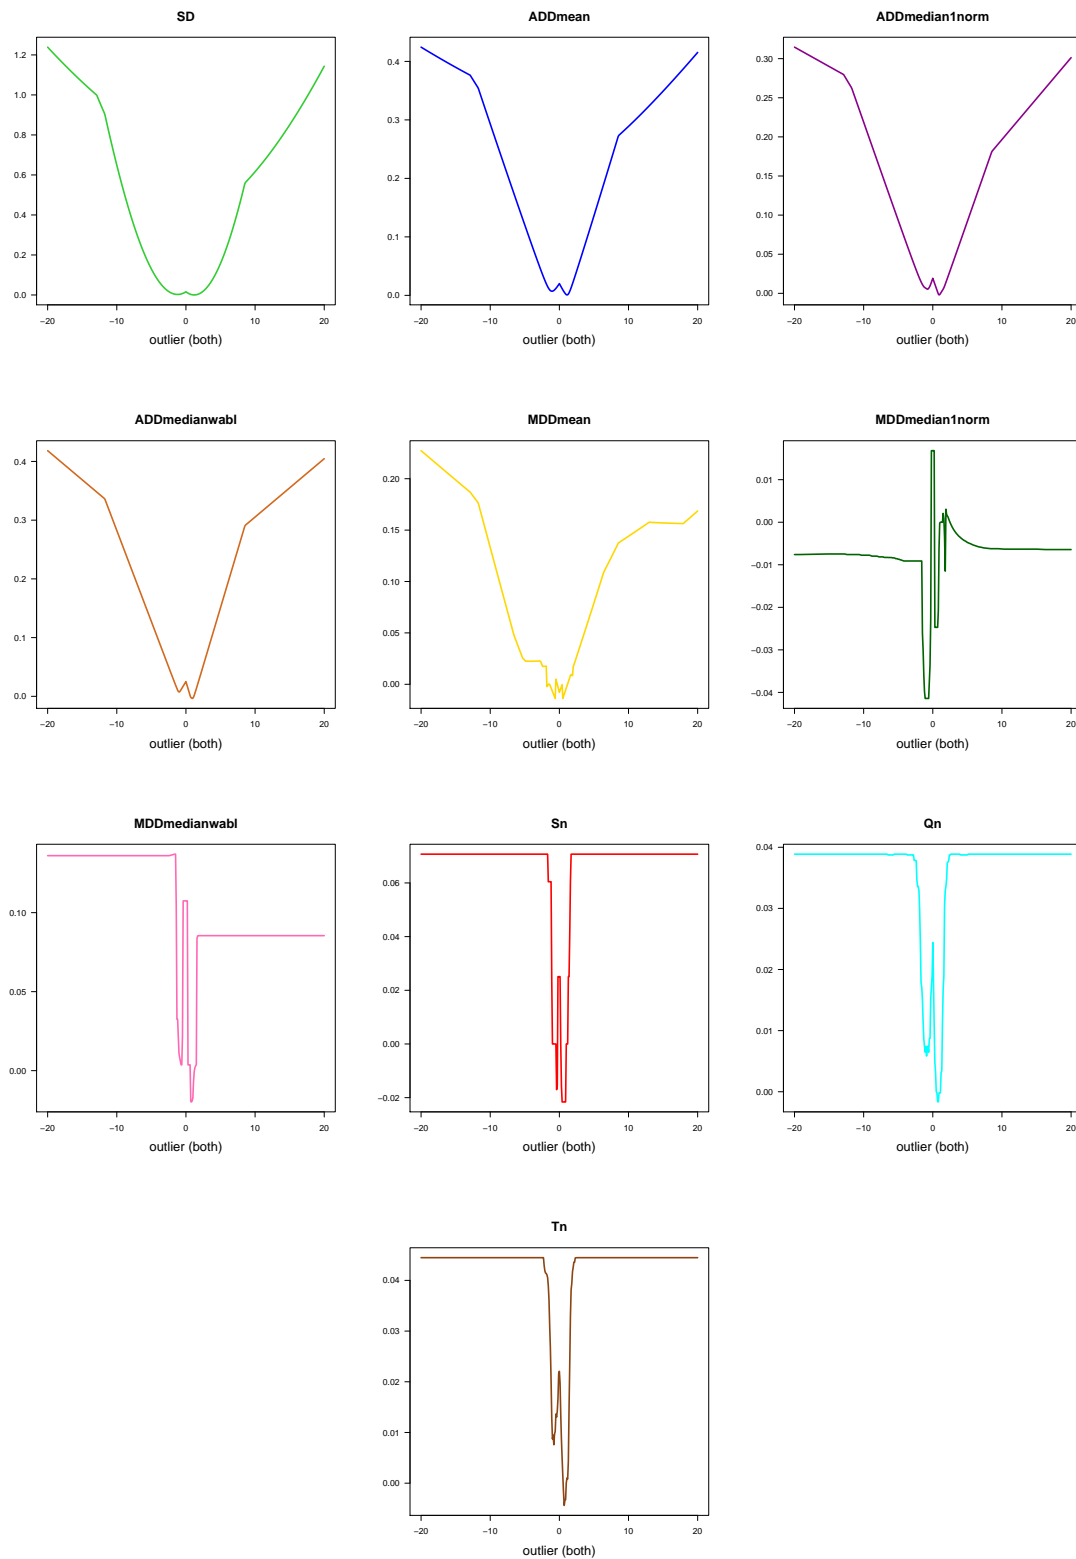 SD
1.2
1.0
0.8
0.6
0.4
0.2
0.0
−20 −10 0 10 20
outlier (both)
ADDmean
0.4
0.3
0.2
0.1
0.0
−20 −10 0 10 20
outlier (both)
ADDmedian1norm
0.30
0.25
0.20
0.15
0.10
0.05
0.00
−20 −10 0 10 20
outlier (both)
ADDmedianwabl
0.4
0.3
0.2
0.1
0.0
−20 −10 0 10 20
outlier (both)
MDDmean
0.20
0.15
0.10
0.05
0.00
−20 −10 0 10 20
outlier (both)
MDDmedian1norm
0.01
0.00
−0.01
−0.02
−0.03
−0.04
−20 −10 0 10 20
outlier (both)
MDDmedianwabl
0.10
0.05
0.00
−20 −10 0 10 20
outlier (both)
Sn
0.06
0.04
0.02
0.00
−0.02
−20 −10 0 10 20
outlier (both)
Qn
0.04
0.03
0.02
0.01
0.00
−20 −10 0 10 20
outlier (both)
Tn
0.04
0.03
0.02
0.01
0.00
−20 −10 0 10 20
outlier (both)